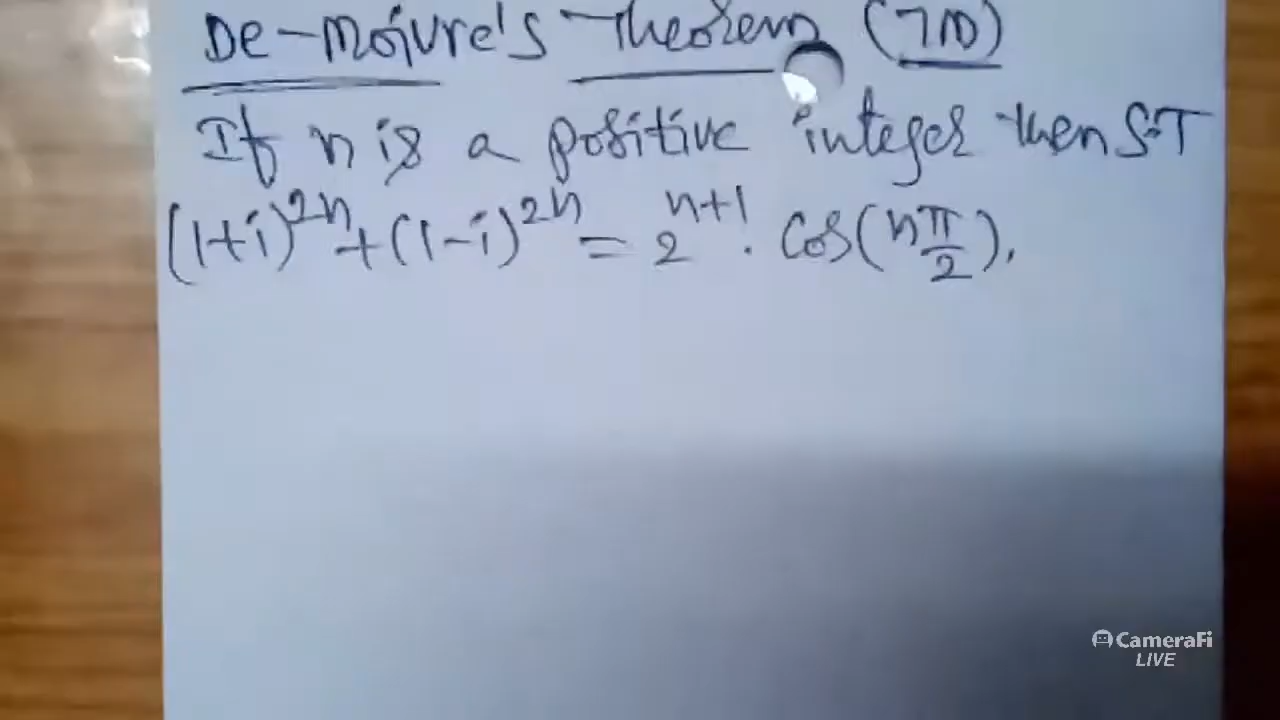 De-Moivre's Theorem (7M)
If n is a positive integer then S.T
(1+i)^2n + (1-i)^2n = 2^n+1 . Cos(nπ/2).
CameraFi
LIVE